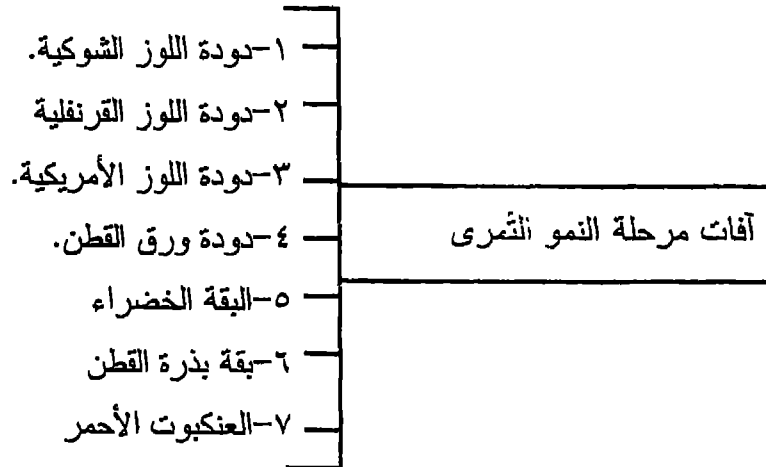 آفات مرحلة النمو الثمرى
١-دودة اللوز الشوكية.
٢-دودة اللوز القرنفلية
٣-دودة اللوز الأمريكية.
٤-دودة ورق القطن.
٥-البقة الخضراء
٦-بقة بذرة القطن
٧-العنكبوت الأحمر